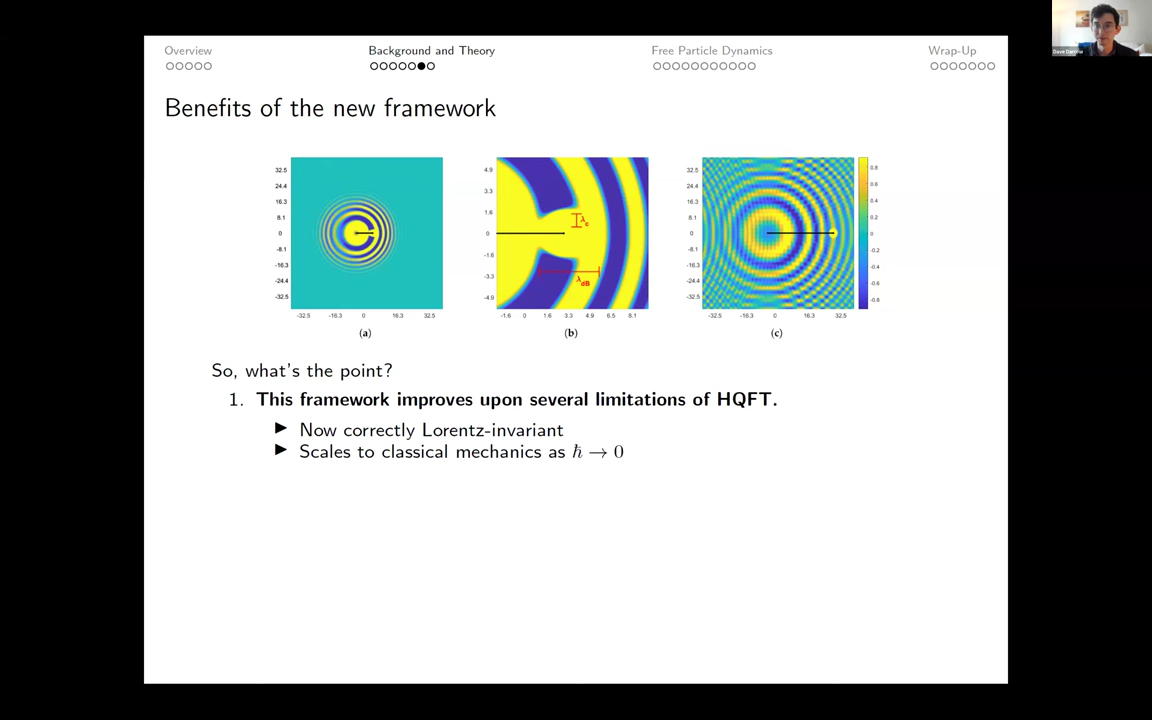 Dave Darrow
Overview
Background and Theory
Free Particle Dynamics
Wrap-Up
Benefits of the new framework
32.5
24.4
16.3
8.1
0
-8.1
-16.3
-24.4
-32.5
-32.5 -16.3 0 16.3 32.5
(a)
4.9
3.3
1.6
0
-1.6
-3.3
-4.9
λc
λdB
-1.6 0 1.6 3.3 4.9 6.5 8.1
(b)
32.5
24.4
16.3
8.1
0
-8.1
-16.3
-24.4
-32.5
-32.5 -16.3 0 16.3 32.5
(c)
0.8
0.6
0.4
0.2
0
-0.2
-0.4
-0.6
-0.8
So, what's the point?
1. This framework improves upon several limitations of HQFT.
▶ Now correctly Lorentz-invariant
▶ Scales to classical mechanics as ℏ → 0